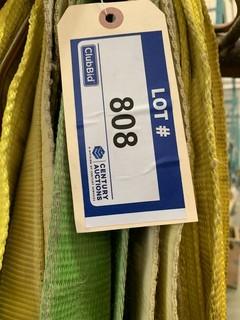 LOT #
808
ClubBid
CENTURY
AUCTIONS